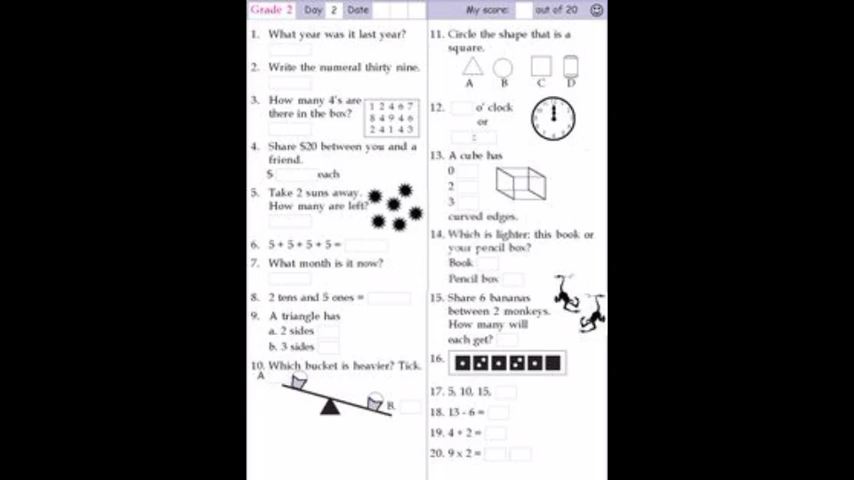 Grade 2 Day 2 Date
My score: out of 20
1. What year was it last year?
2. Write the numeral thirty nine.
3. How many 4's are
there in the box?
1 2 4 6 7
8 4 9 4 6
2 4 1 4 3
4. Share $20 between you and a
friend.
$ each
5. Take 2 suns away.
How many are left?
6. 5 + 5 + 5 + 5 =
7. What month is it now?
8. 2 tens and 5 ones =
9. A triangle has
a. 2 sides
b. 3 sides
10. Which bucket is heavier? Tick.
A
B.
11. Circle the shape that is a
square.
A B C D
12. o' clock
or
:
13. A cube has
0
2
3
curved edges.
14. Which is lighter: this book or
your pencil box?
Book
Pencil box
15. Share 6 bananas
between 2 monkeys.
How many will
each get?
16.
17. 5, 10, 15,
18. 13 - 6 =
19. 4 + 2 =
20. 9 x 2 =